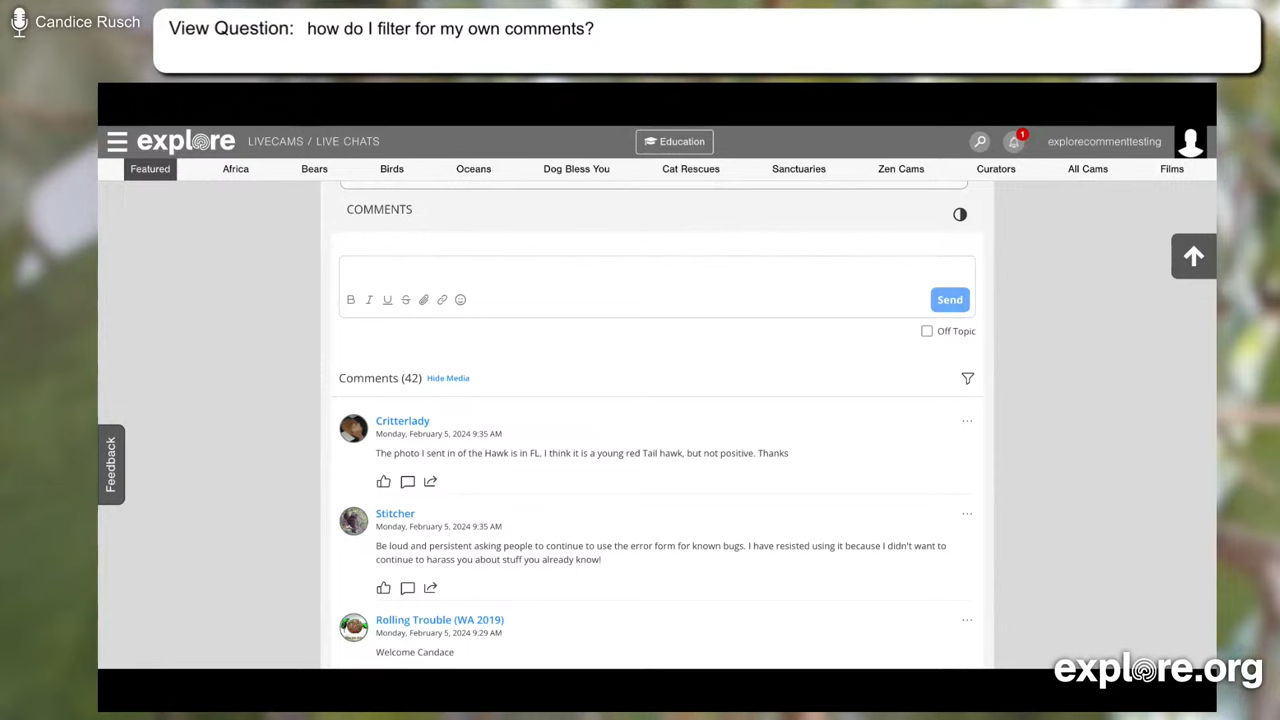 Candice Rusch
View Question: how do I filter for my own comments?
explore LIVECAMS / LIVE CHATS Education 1 explorecommenttesting
Featured Africa Bears Birds Oceans Dog Bless You Cat Rescues Sanctuaries Zen Cams Curators All Cams Films
COMMENTS
B I U S Send
Off Topic
Comments (42) Hide Media
Critterlady
Monday, February 5, 2024 9:35 AM
The photo I sent in of the Hawk is in FL. I think it is a young red Tail hawk, but not positive. Thanks
Stitcher
Monday, February 5, 2024 9:35 AM
Be loud and persistent asking people to continue to use the error form for known bugs. I have resisted using it because I didn't want to
continue to harass you about stuff you already know!
Rolling Trouble (WA 2019)
Monday, February 5, 2024 9:29 AM
Welcome Candace
Feedback
explore.org